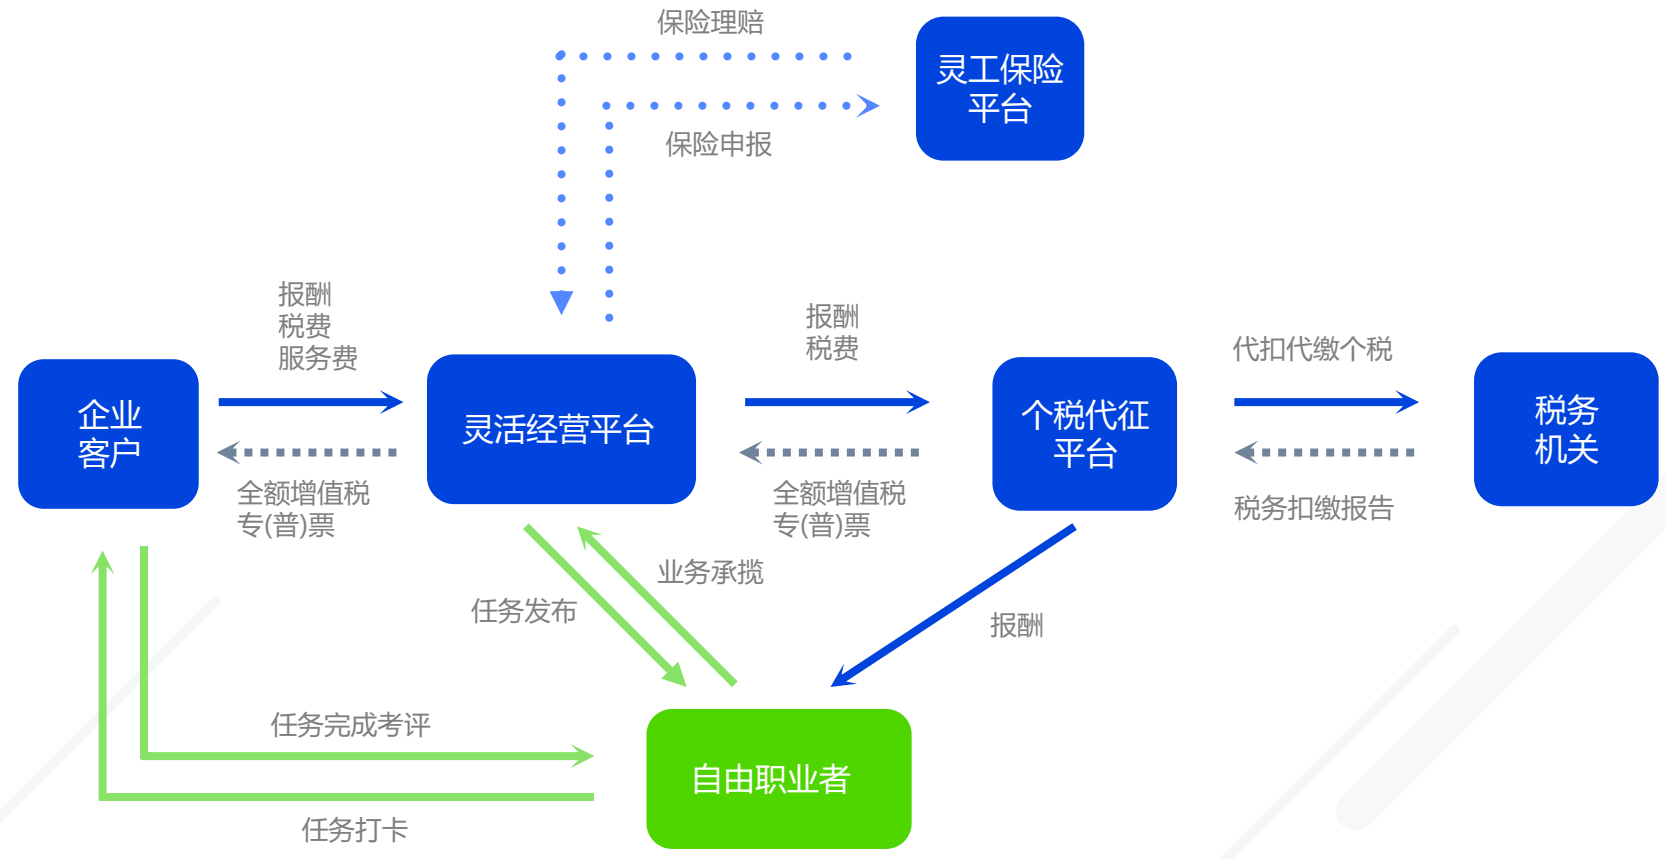 保险理赔
灵工保险
平台
保险申报
报酬
税费
服务费
报酬
税费
代扣代缴个税
企业
客户
灵活经营平台
个税代征
平台
税务
机关
全额增值税
专(普)票
全额增值税
专(普)票
税务扣缴报告
业务承揽
任务发布
报酬
任务完成考评
自由职业者
任务打卡